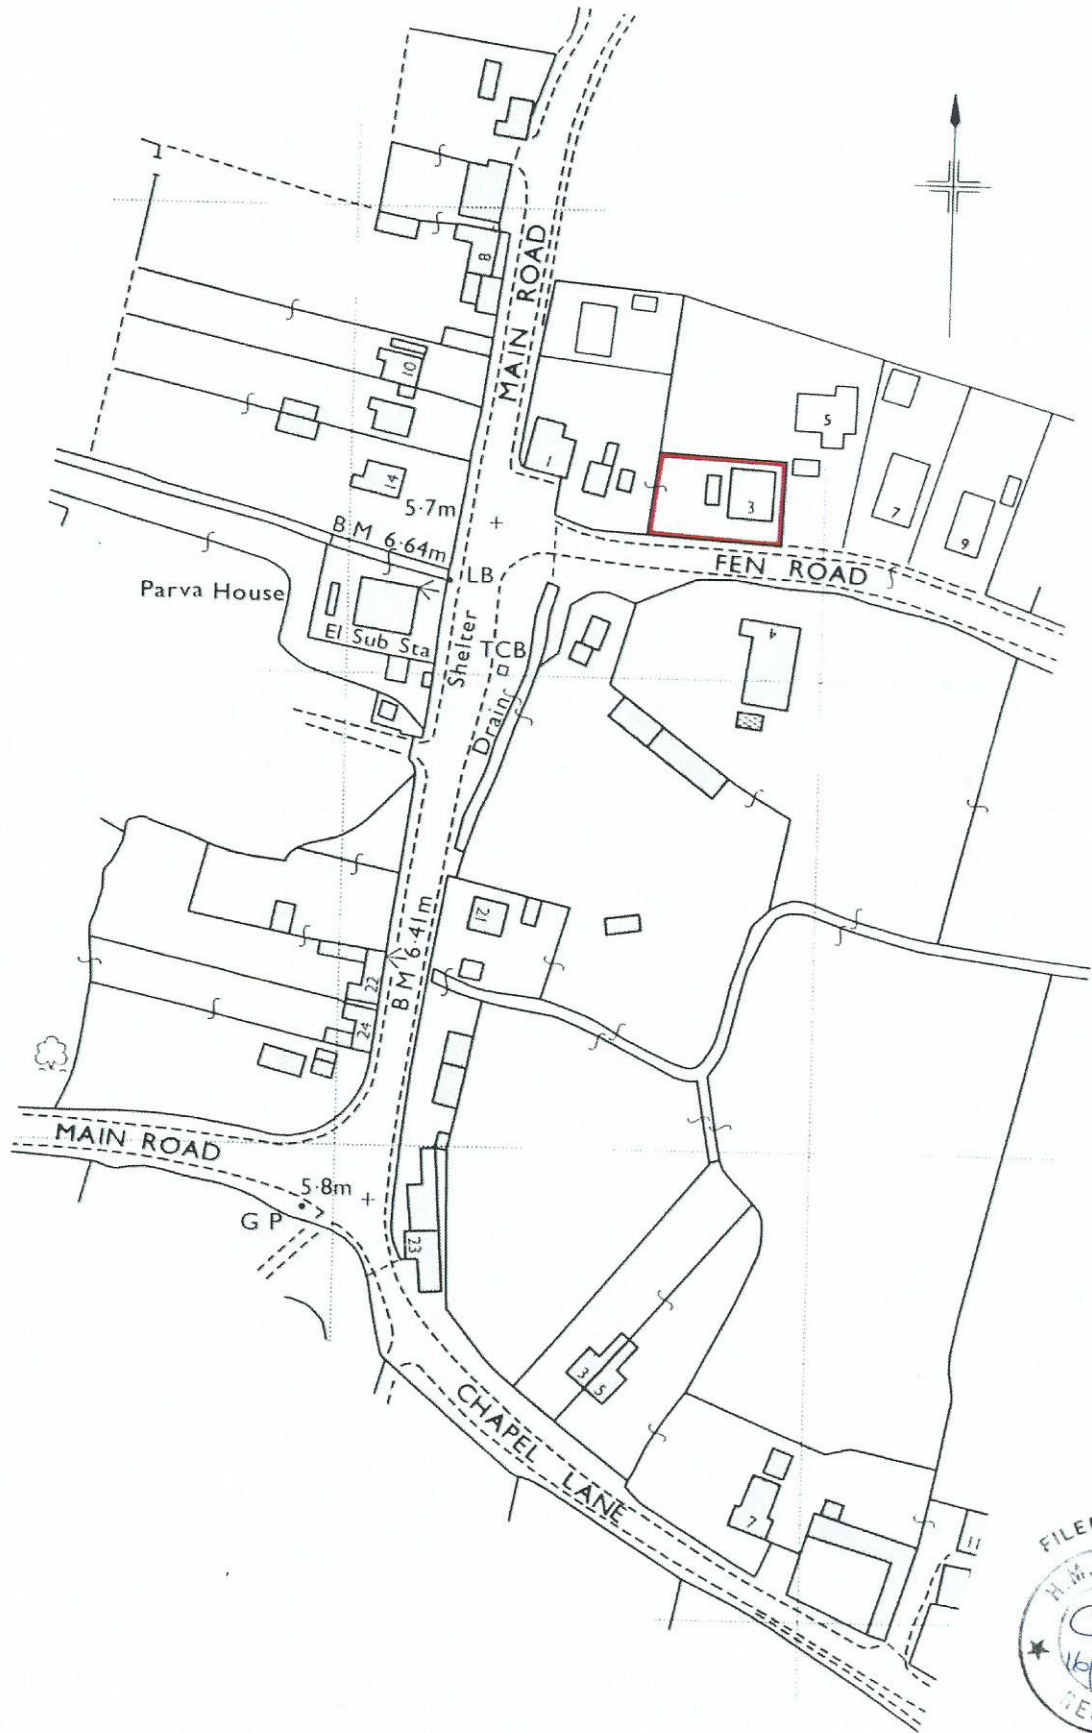 8
MAIN ROAD
10
5
1
14
3
7
5·7m
9
B M 6·64m
LB
FEN ROAD
Parva House
El Sub Sta
Shelter
TCB
4
Drain
21
B M 6·41m
22
24
MAIN ROAD
5·8m
G P
23
3
5
CHAPEL LANE
7
11
FILE
H.M.